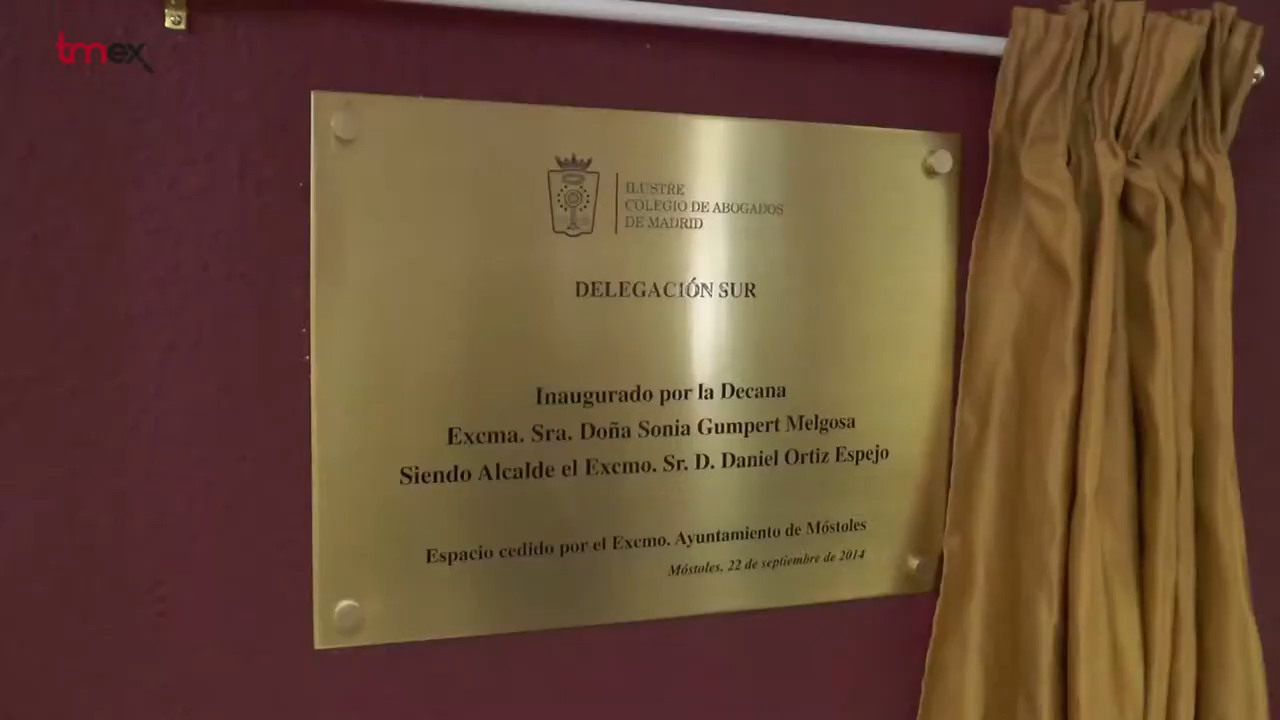 tmex
ILUSTRE
COLEGIO DE ABOGADOS
DE MADRID
DELEGACIÓN SUR
Inaugurado por la Decana
Excma. Sra. Doña Sonia Gumpert Melgosa
Siendo Alcalde el Excmo. Sr. D. Daniel Ortiz Espejo
Espacio cedido por el Excmo. Ayuntamiento de Móstoles
Móstoles, 22 de septiembre de 2014